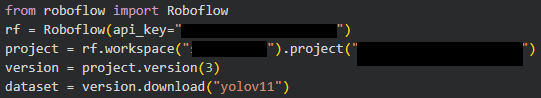 from roboflow import Roboflow
rf = Roboflow(api_key="")
project = rf.workspace("").project("")
version = project.version(3)
dataset = version.download("yolov11")